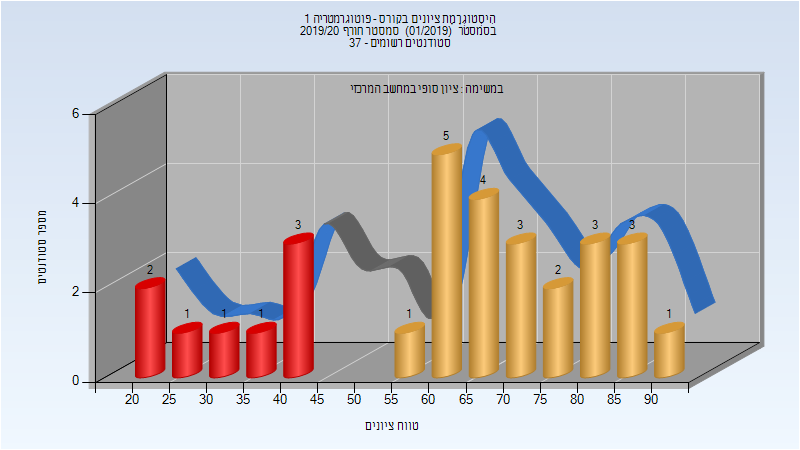 היסטוגרמת ציונים בקורס - פוטוגרמטריה 1
בסמסטר (01/2019) סמסטר חורף 2019/20
סטודנטים רשומים - 37
במשימה : ציון סופי במחשב המרכזי
מספר סטודנטים
6
4
2
0
2
1
1
1
3
1
5
4
3
2
3
3
1
20 25 30 35 40 45 50 55 60 65 70 75 80 85 90
טווח ציונים